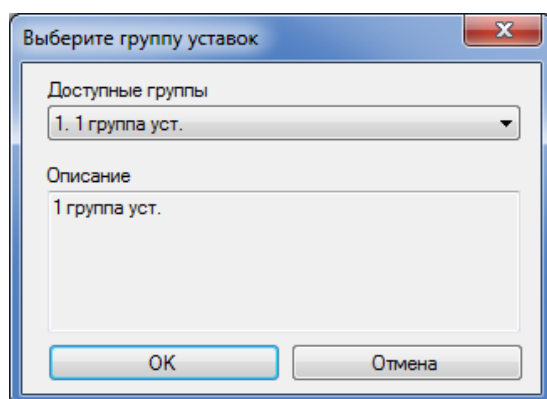 Выберите группу уставок
Доступные группы
1. 1 группа уст.
Описание
1 группа уст.
OK
Отмена